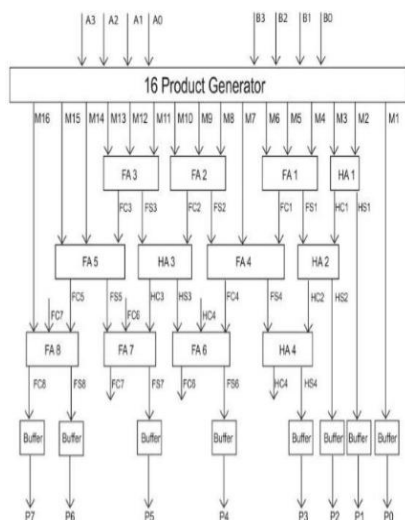 A3 A2 A1 A0 B3 B2 B1 B0
16 Product Generator
M16 M15 M14 M13 M12 M11 M10 M9 M8 M7 M6 M5 M4 M3 M2 M1
FA 3 FA 2 FA 1 HA 1
FC3 FS3 FC2 FS2 FC1 FS1 HC1 HS1
FA 5 HA 3 FA 4 HA 2
FC7 FC5 FS5 FC6 HC3 HS3 HC4 FC4 FS4 HC2 HS2
FA 8 FA 7 FA 6 HA 4
FC8 FS8 FC7 FS7 FC6 FS6 HC4 HS4
Buffer Buffer Buffer Buffer Buffer Buffer Buffer Buffer
P7 P6 P5 P4 P3 P2 P1 P0